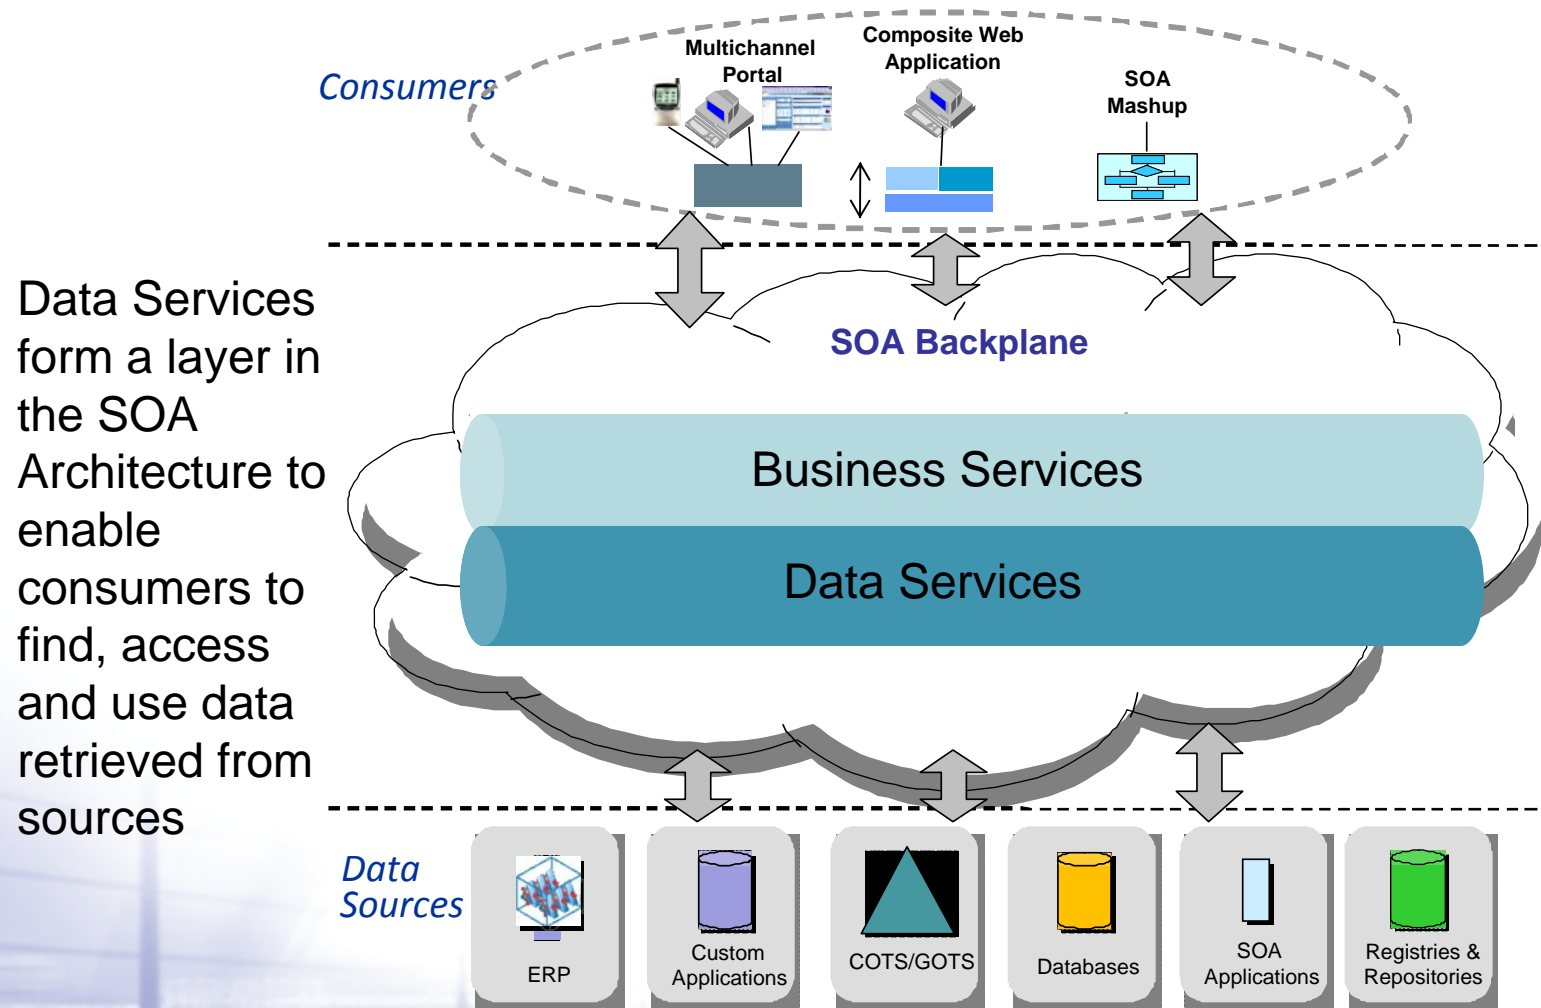 Consumers
Multichannel
Portal
Composite Web
Application
SOA
Mashup
Data Services
form a layer in
the SOA
Architecture to
enable
consumers to
find, access
and use data
retrieved from
sources
SOA Backplane
Business Services
Data Services
Data
Sources
ERP
Custom
Applications
COTS/GOTS
Databases
SOA
Applications
Registries &
Repositories